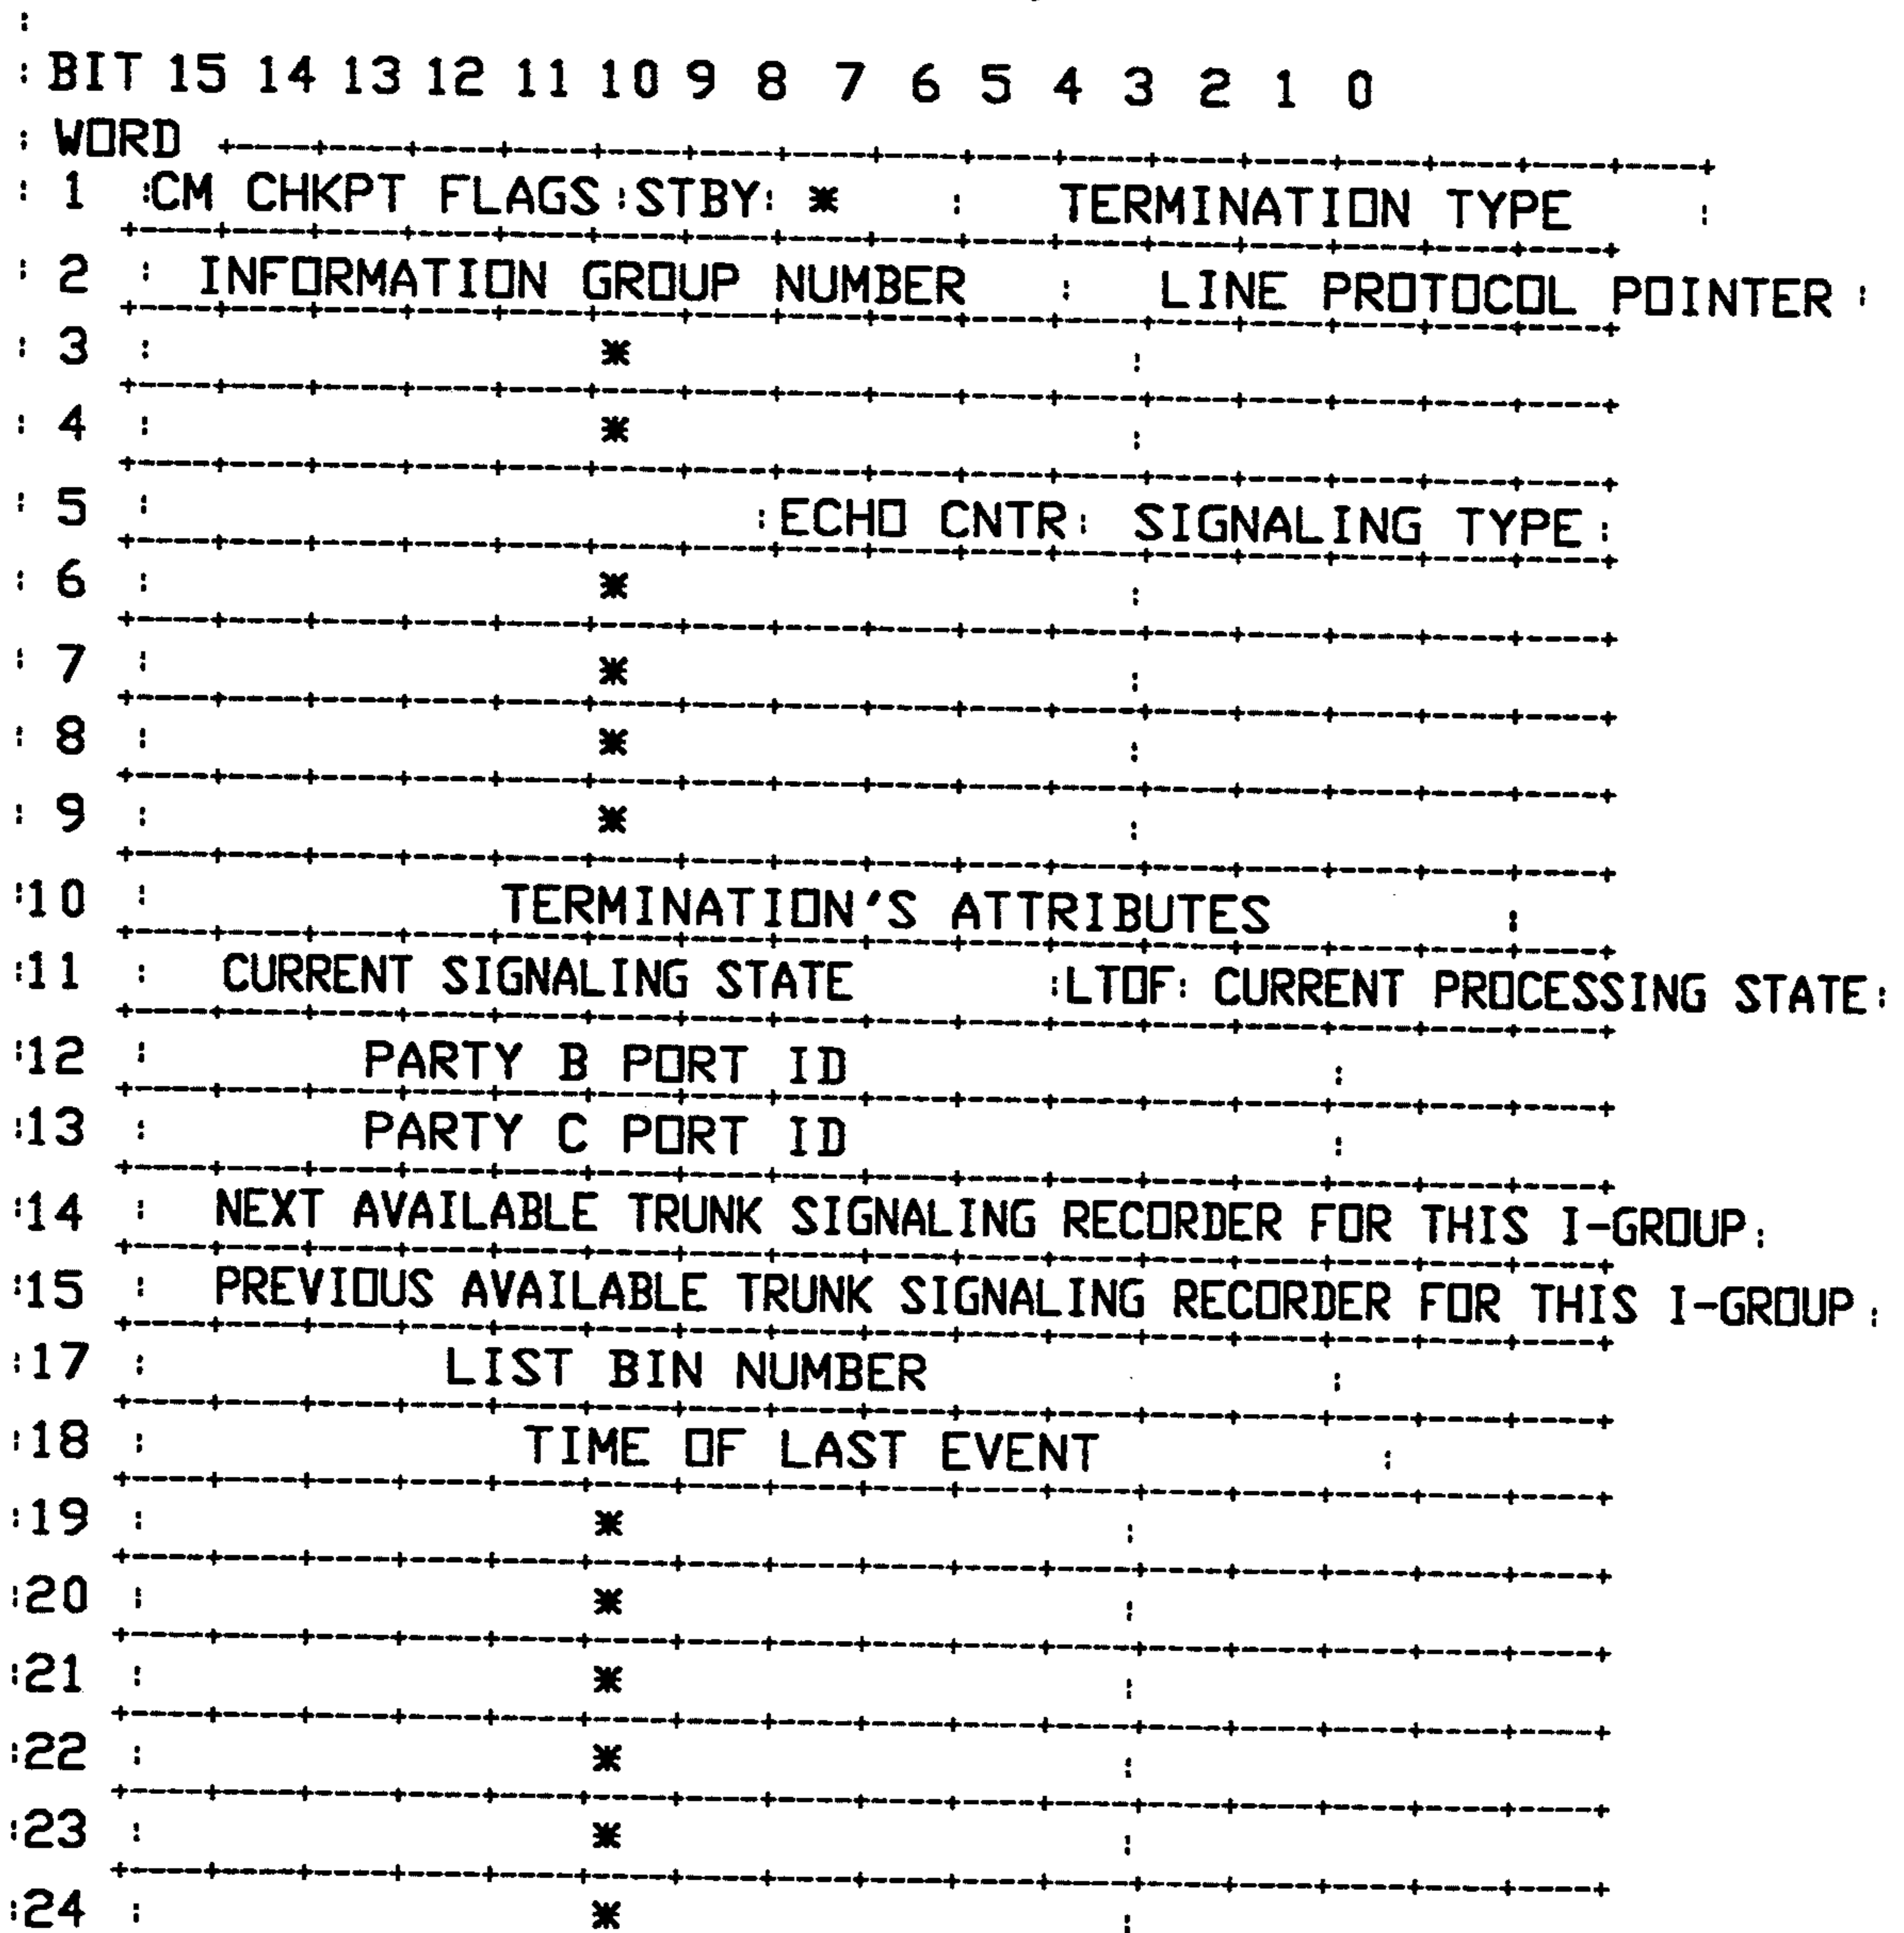 :
: BIT 15 14 13 12 11 10 9 8 7 6 5 4 3 2 1 0
: WORD +----+----+----+----+----+----+----+----+----+----+----+----+----+----+----+----+
: 1 :CM CHKPT FLAGS :STBY: * : TERMINATION TYPE :
+----+----+----+----+----+----+----+----+----+----+----+----+----+----+----+----+
: 2 : INFORMATION GROUP NUMBER : LINE PROTOCOL POINTER :
+----+----+----+----+----+----+----+----+----+----+----+----+----+----+----+----+
: 3 : * :
+----+----+----+----+----+----+----+----+----+----+----+----+----+----+----+----+
: 4 : * :
+----+----+----+----+----+----+----+----+----+----+----+----+----+----+----+----+
: 5 : :ECHO CNTR: SIGNALING TYPE:
+----+----+----+----+----+----+----+----+----+----+----+----+----+----+----+----+
: 6 : * :
+----+----+----+----+----+----+----+----+----+----+----+----+----+----+----+----+
: 7 : * :
+----+----+----+----+----+----+----+----+----+----+----+----+----+----+----+----+
: 8 : * :
+----+----+----+----+----+----+----+----+----+----+----+----+----+----+----+----+
: 9 : * :
+----+----+----+----+----+----+----+----+----+----+----+----+----+----+----+----+
:10 : TERMINATION'S ATTRIBUTES :
+----+----+----+----+----+----+----+----+----+----+----+----+----+----+----+----+
:11 : CURRENT SIGNALING STATE :LTOF: CURRENT PROCESSING STATE:
+----+----+----+----+----+----+----+----+----+----+----+----+----+----+----+----+
:12 : PARTY B PORT ID :
+----+----+----+----+----+----+----+----+----+----+----+----+----+----+----+----+
:13 : PARTY C PORT ID :
+----+----+----+----+----+----+----+----+----+----+----+----+----+----+----+----+
:14 : NEXT AVAILABLE TRUNK SIGNALING RECORDER FOR THIS I-GROUP:
+----+----+----+----+----+----+----+----+----+----+----+----+----+----+----+----+
:15 : PREVIOUS AVAILABLE TRUNK SIGNALING RECORDER FOR THIS I-GROUP:
+----+----+----+----+----+----+----+----+----+----+----+----+----+----+----+----+
:17 : LIST BIN NUMBER :
+----+----+----+----+----+----+----+----+----+----+----+----+----+----+----+----+
:18 : TIME OF LAST EVENT :
+----+----+----+----+----+----+----+----+----+----+----+----+----+----+----+----+
:19 : * :
+----+----+----+----+----+----+----+----+----+----+----+----+----+----+----+----+
:20 : * :
+----+----+----+----+----+----+----+----+----+----+----+----+----+----+----+----+
:21 : * :
+----+----+----+----+----+----+----+----+----+----+----+----+----+----+----+----+
:22 : * :
+----+----+----+----+----+----+----+----+----+----+----+----+----+----+----+----+
:23 : * :
+----+----+----+----+----+----+----+----+----+----+----+----+----+----+----+----+
:24 : * :